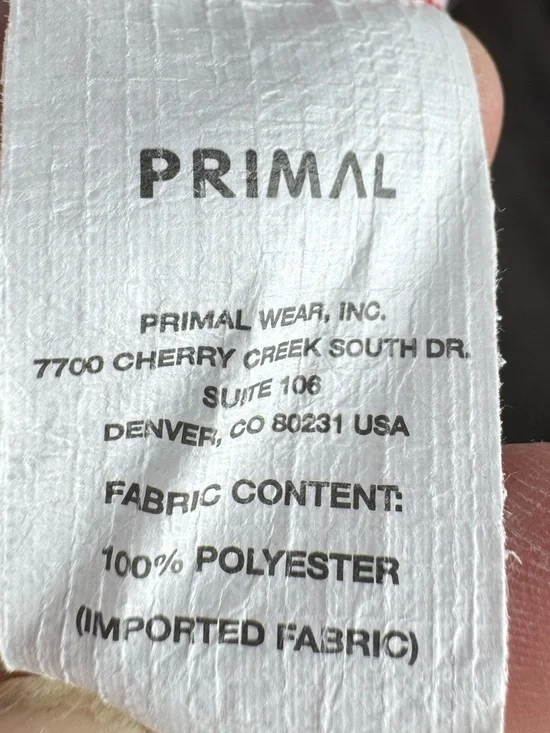 PRIMAL
PRIMAL WEAR, INC.
7700 CHERRY CREEK SOUTH DR.
SUITE 106
DENVER, CO 80231 USA
FABRIC CONTENT:
100% POLYESTER
(IMPORTED FABRIC)